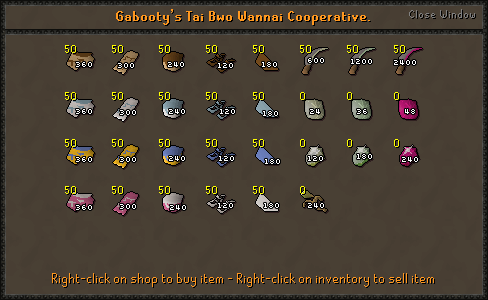 Gabooty's Tai Bwo Wannai Cooperative. Close Window
50 50 50 50 50 50 50 50
360 300 240 120 180 600 1200 2400
50 50 50 50 50 0 0 0
360 300 240 120 180 24 36 48
50 50 50 50 50 0 0 0
360 300 240 120 180 120 180 240
50 50 50 50 50 0
360 300 240 120 180 240
Right-click on shop to buy item - Right-click on inventory to sell item